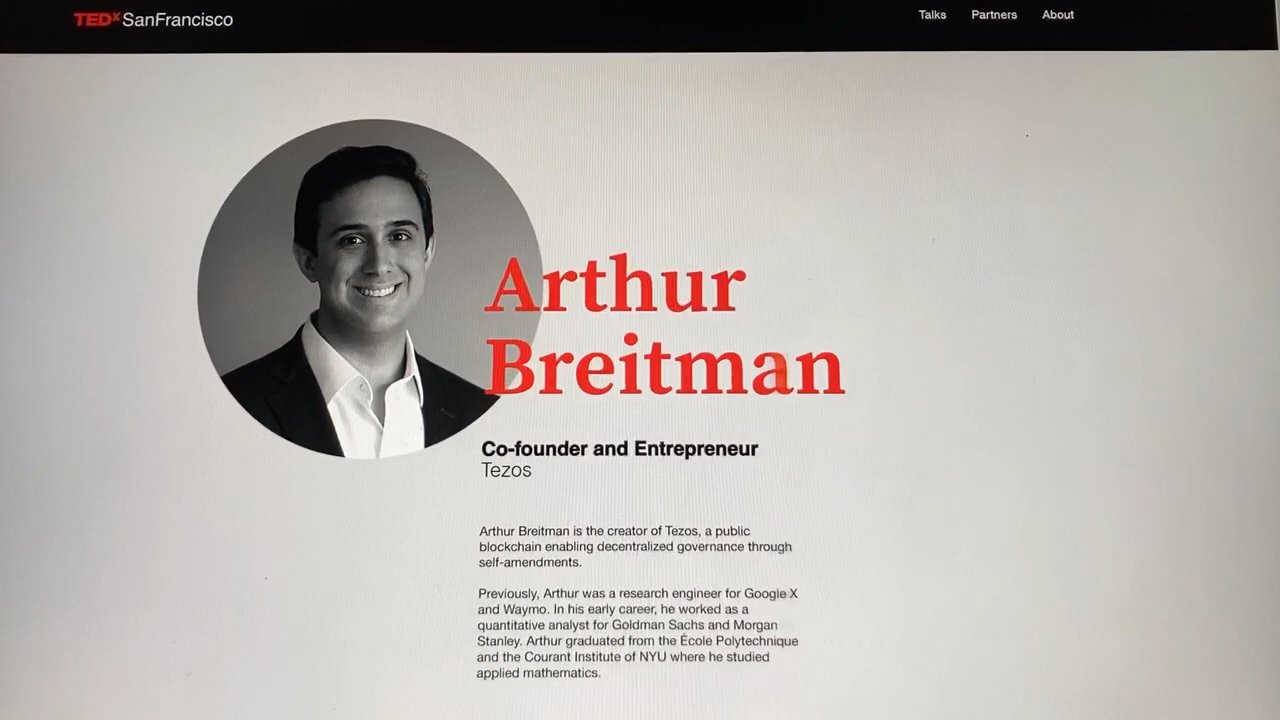 TEDxSanFrancisco
Talks Partners About
Arthur
Breitman
Co-founder and Entrepreneur
Tezos
Arthur Breitman is the creator of Tezos, a public
blockchain enabling decentralized governance through
self-amendments.
Previously, Arthur was a research engineer for Google X
and Waymo. In his early career, he worked as a
quantitative analyst for Goldman Sachs and Morgan
Stanley. Arthur graduated from the École Polytechnique
and the Courant Institute of NYU where he studied
applied mathematics.